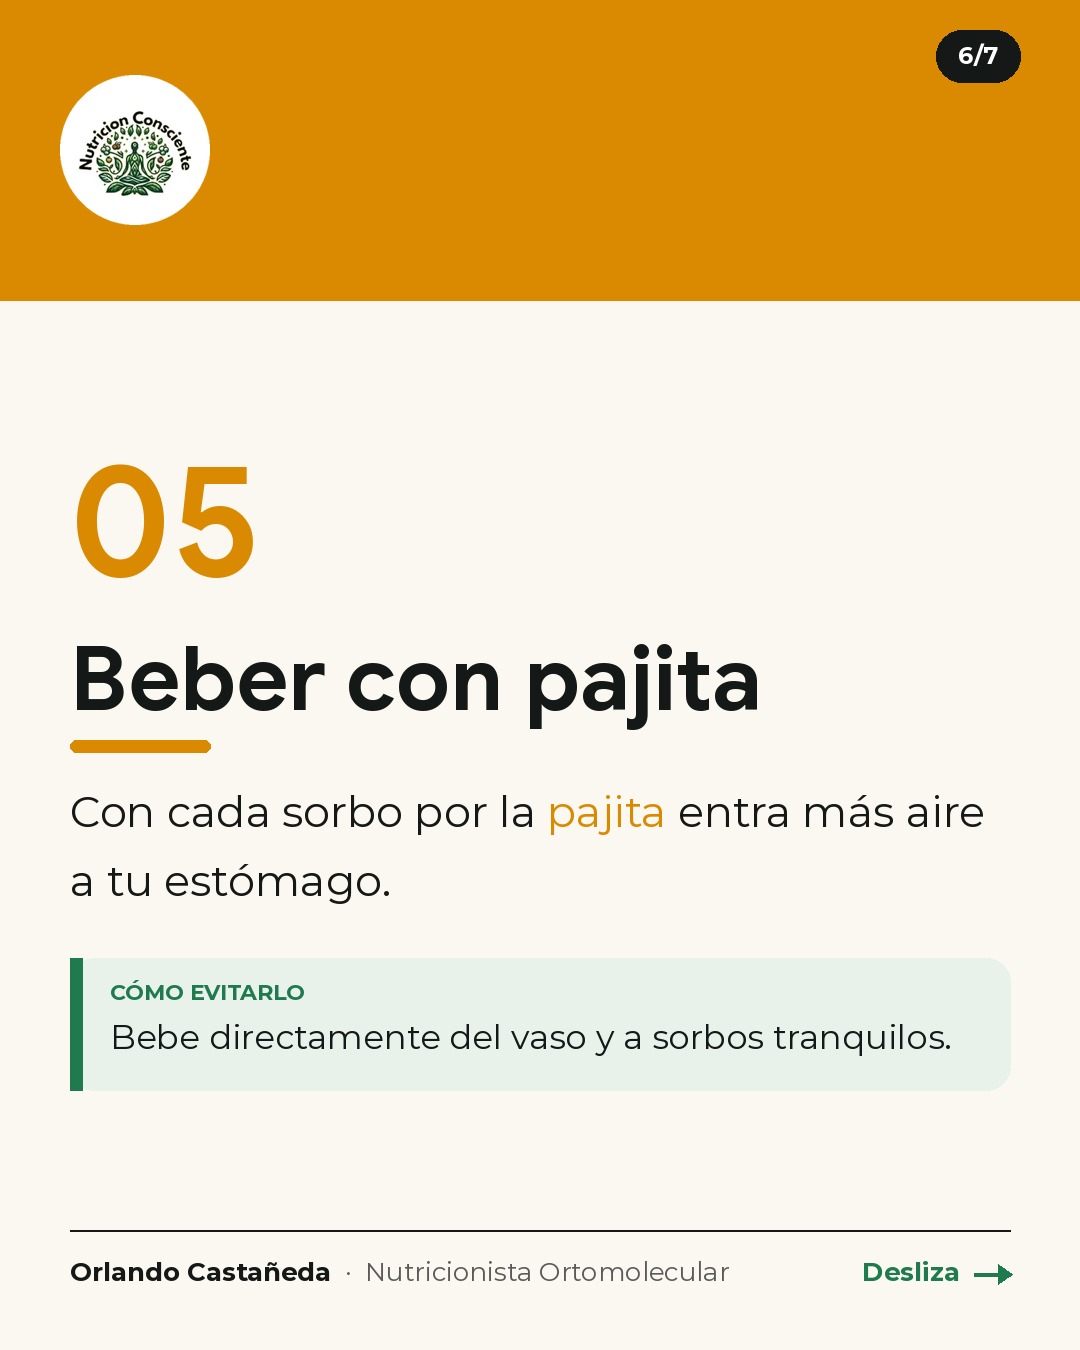 6/7
Nutricion Consciente
05
Beber con pajita
Con cada sorbo por la pajita entra más aire
a tu estómago.
CÓMO EVITARLO
Bebe directamente del vaso y a sorbos tranquilos.
Orlando Castañeda · Nutricionista Ortomolecular
Desliza